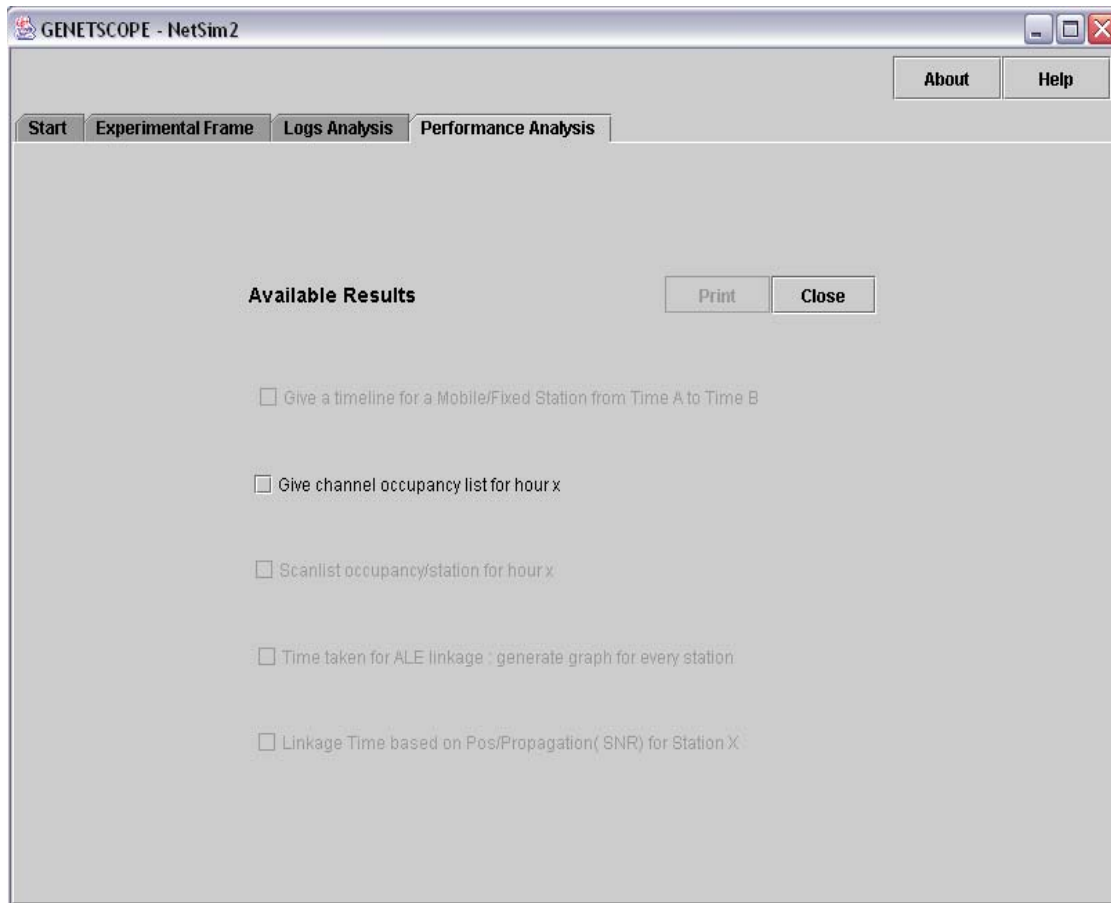 GENETSCOPE - NetSim2
About Help
Start Experimental Frame Logs Analysis Performance Analysis
Available Results Print Close
Give a timeline for a Mobile/Fixed Station from Time A to Time B
Give channel occupancy list for hour x
Scanlist occupancy/station for hour x
Time taken for ALE linkage : generate graph for every station
Linkage Time based on Pos/Propagation( SNR) for Station X